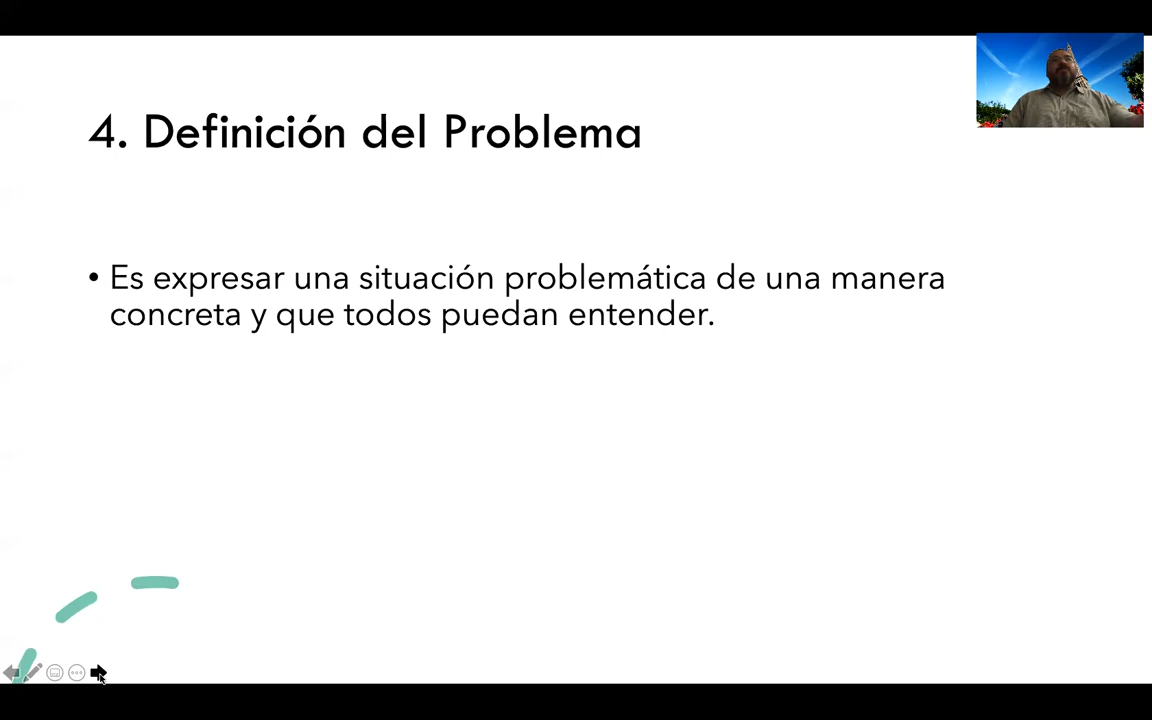 4. Definición del Problema
• Es expresar una situación problemática de una manera
concreta y que todos puedan entender.